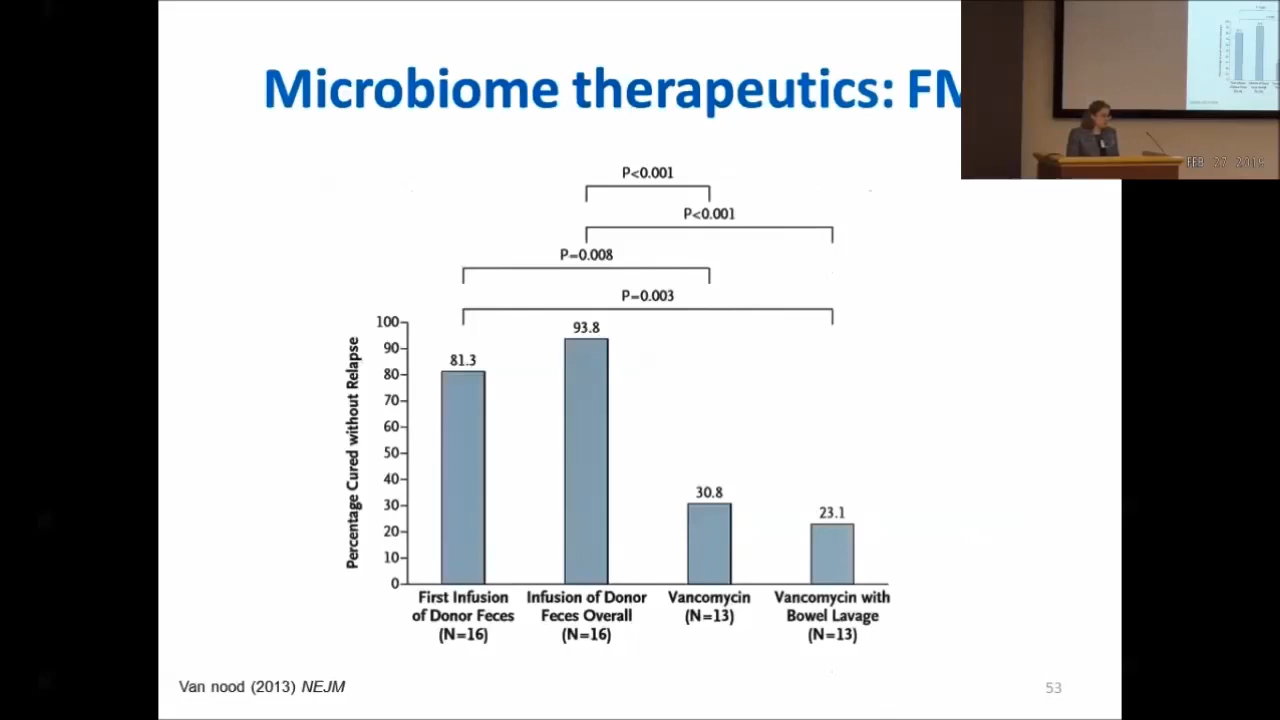 Microbiome therapeutics: FM
FEB 27 2018
P<0.001
P<0.001
P=0.008
P=0.003
Percentage Cured without Relapse
100
90
80
70
60
50
40
30
20
10
0
81.3
93.8
30.8
23.1
First Infusion
of Donor Feces
(N=16)
Infusion of Donor
Feces Overall
(N=16)
Vancomycin
(N=13)
Vancomycin with
Bowel Lavage
(N=13)
Van nood (2013) NEJM
53